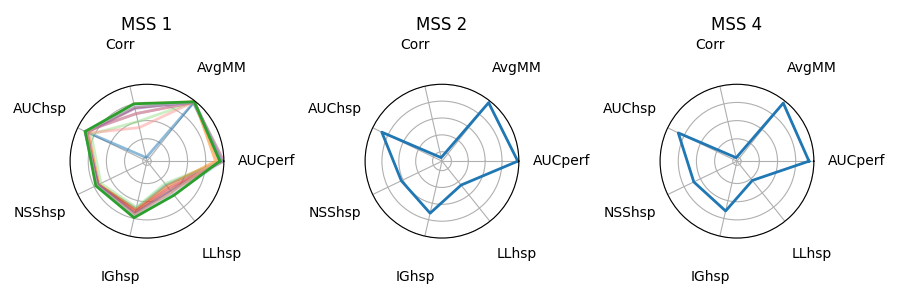 MSS 1
Corr
AvgMM
AUChsp
AUCperf
NSShsp
LLhsp
IGhsp
MSS 2
Corr
AvgMM
AUChsp
AUCperf
NSShsp
LLhsp
IGhsp
MSS 4
Corr
AvgMM
AUChsp
AUCperf
NSShsp
LLhsp
IGhsp